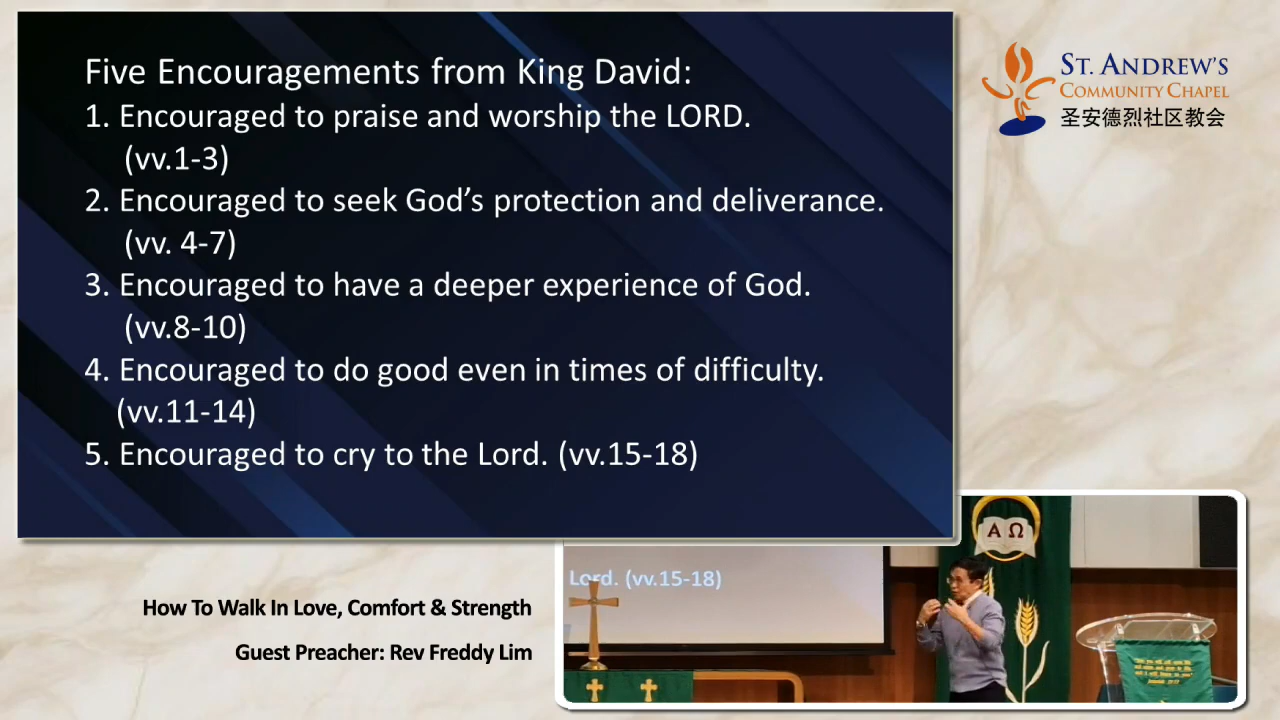 Five Encouragements from King David:
1. Encouraged to praise and worship the LORD.
(vv.1-3)
2. Encouraged to seek God’s protection and deliverance.
(vv. 4-7)
3. Encouraged to have a deeper experience of God.
(vv.8-10)
4. Encouraged to do good even in times of difficulty.
(vv.11-14)
5. Encouraged to cry to the Lord. (vv.15-18)
ST. ANDREW'S
COMMUNITY CHAPEL
圣安德烈社区教会
How To Walk In Love, Comfort & Strength
Guest Preacher: Rev Freddy Lim
Lord. (vv.15-18)
Α Ω